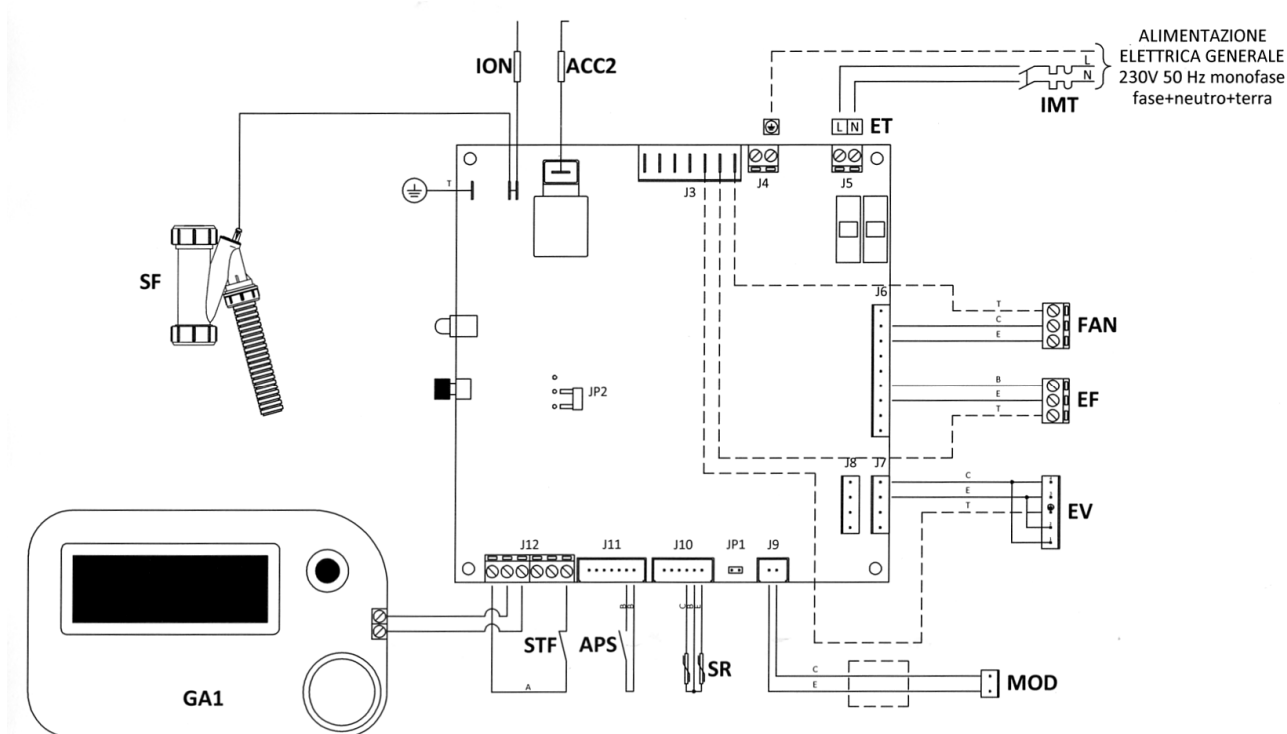 ALIMENTAZIONE
ELETTRICA GENERALE
230V 50 Hz monofase
fase+neutro+terra
L
N
IMT
ION
ACC2
L N
ET
J3
J4
J5
T
SF
J6
T
C
E
FAN
JP2
B
E
T
EF
J8
J7
C
E
T
EV
J12
J11
J10
JP1
J9
B
B
C
B
E
STF
APS
SR
A
C
E
MOD
GA1